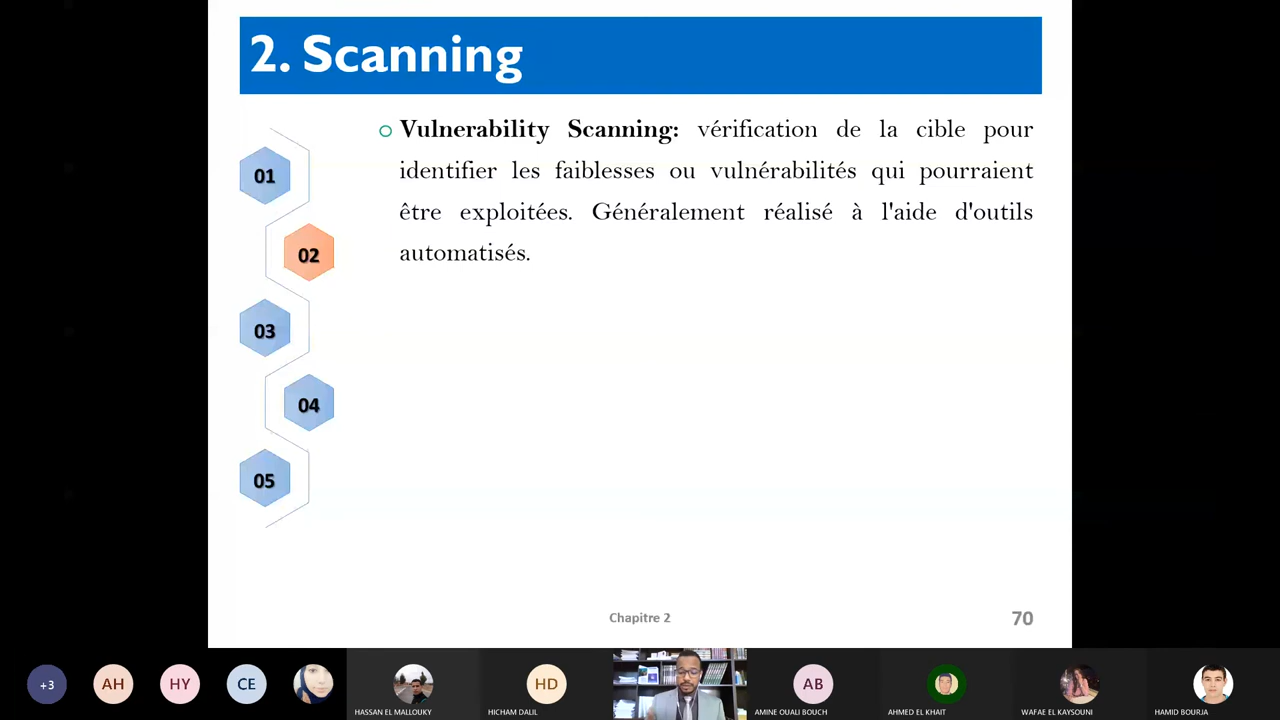 2. Scanning
Vulnerability Scanning: vérification de la cible pour
identifier les faiblesses ou vulnérabilités qui pourraient
être exploitées. Généralement réalisé à l'aide d'outils
automatisés.
01
02
03
04
05
Chapitre 2
70
+3
AH
HY
CE
HASSAN EL MALLOUKY
HD
HICHAM DALIL
AB
AMINE OUALI BOUCH
AHMED EL KHAIT
WAFAE EL KAYSOUNI
HAMID BOURJA